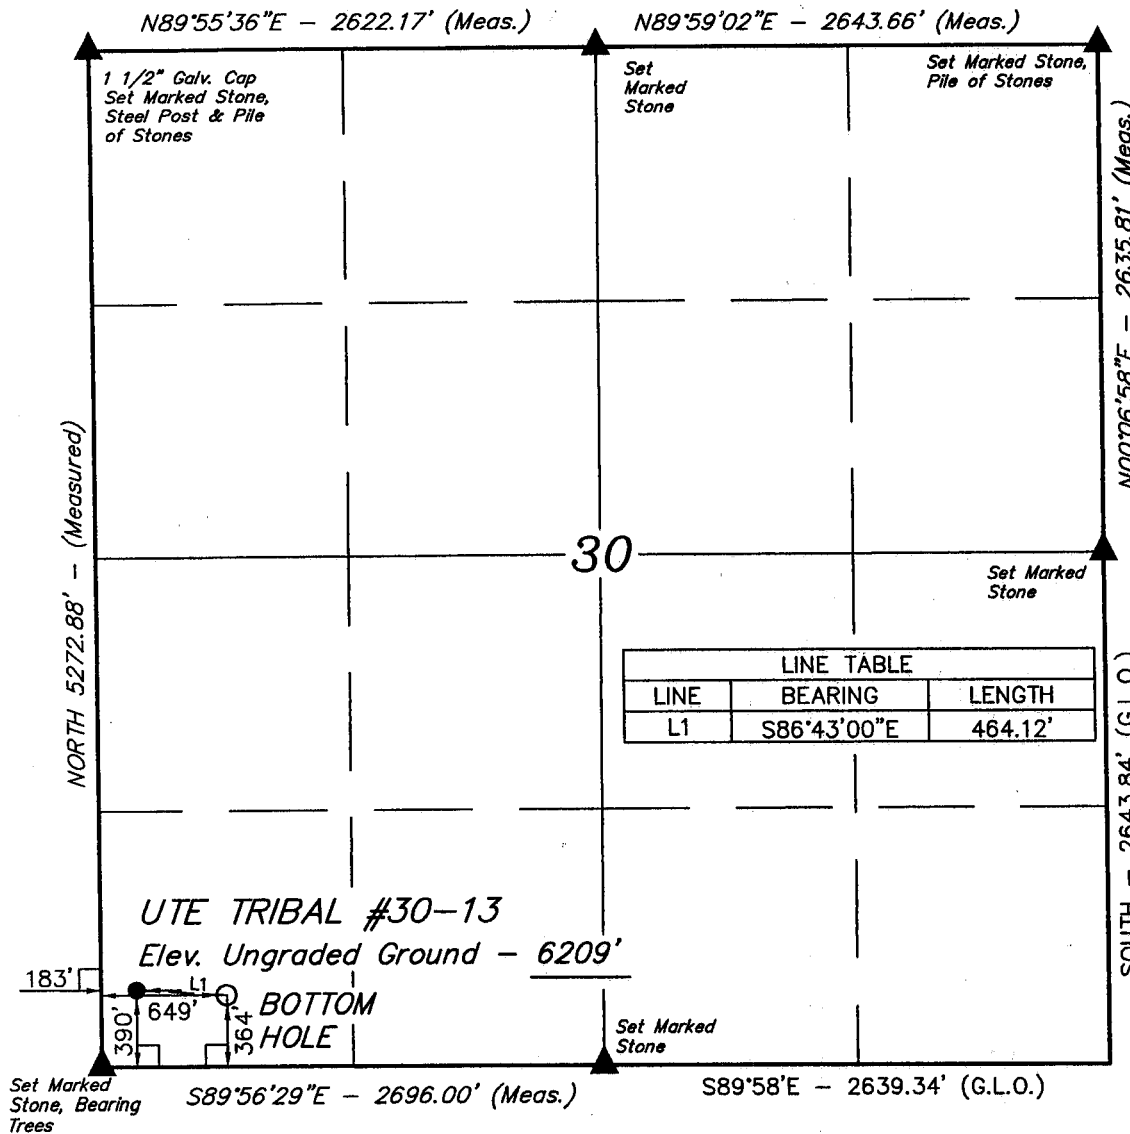 N89°55'36"E - 2622.17' (Meas.)
N89°59'02"E - 2643.66' (Meas.)
1 1/2" Galv. Cap
Set Marked Stone,
Steel Post & Pile
of Stones
Set
Marked
Stone
Set Marked Stone,
Pile of Stones
N00°06'58"E - 2635.81' (Meas.)
NORTH 5272.88' - (Measured)
30
Set Marked
Stone
LINE TABLE
LINE BEARING LENGTH
L1 S86°43'00"E 464.12'
SOUTH - 2643.84' (G.L.O.)
UTE TRIBAL #30-13
Elev. Ungraded Ground - 6209'
183'
L1
649'
390'
364'
BOTTOM
HOLE
Set Marked
Stone
Set Marked
Stone, Bearing
Trees
S89°56'29"E - 2696.00' (Meas.)
S89°58'E - 2639.34' (G.L.O.)